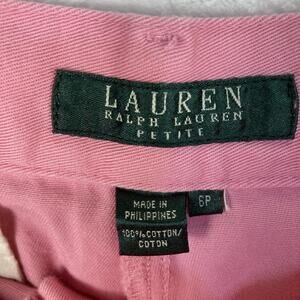 LAUREN
RALPH LAUREN
PETITE
MADE IN
PHILIPPINES
6P
100% COTTON/
COTON